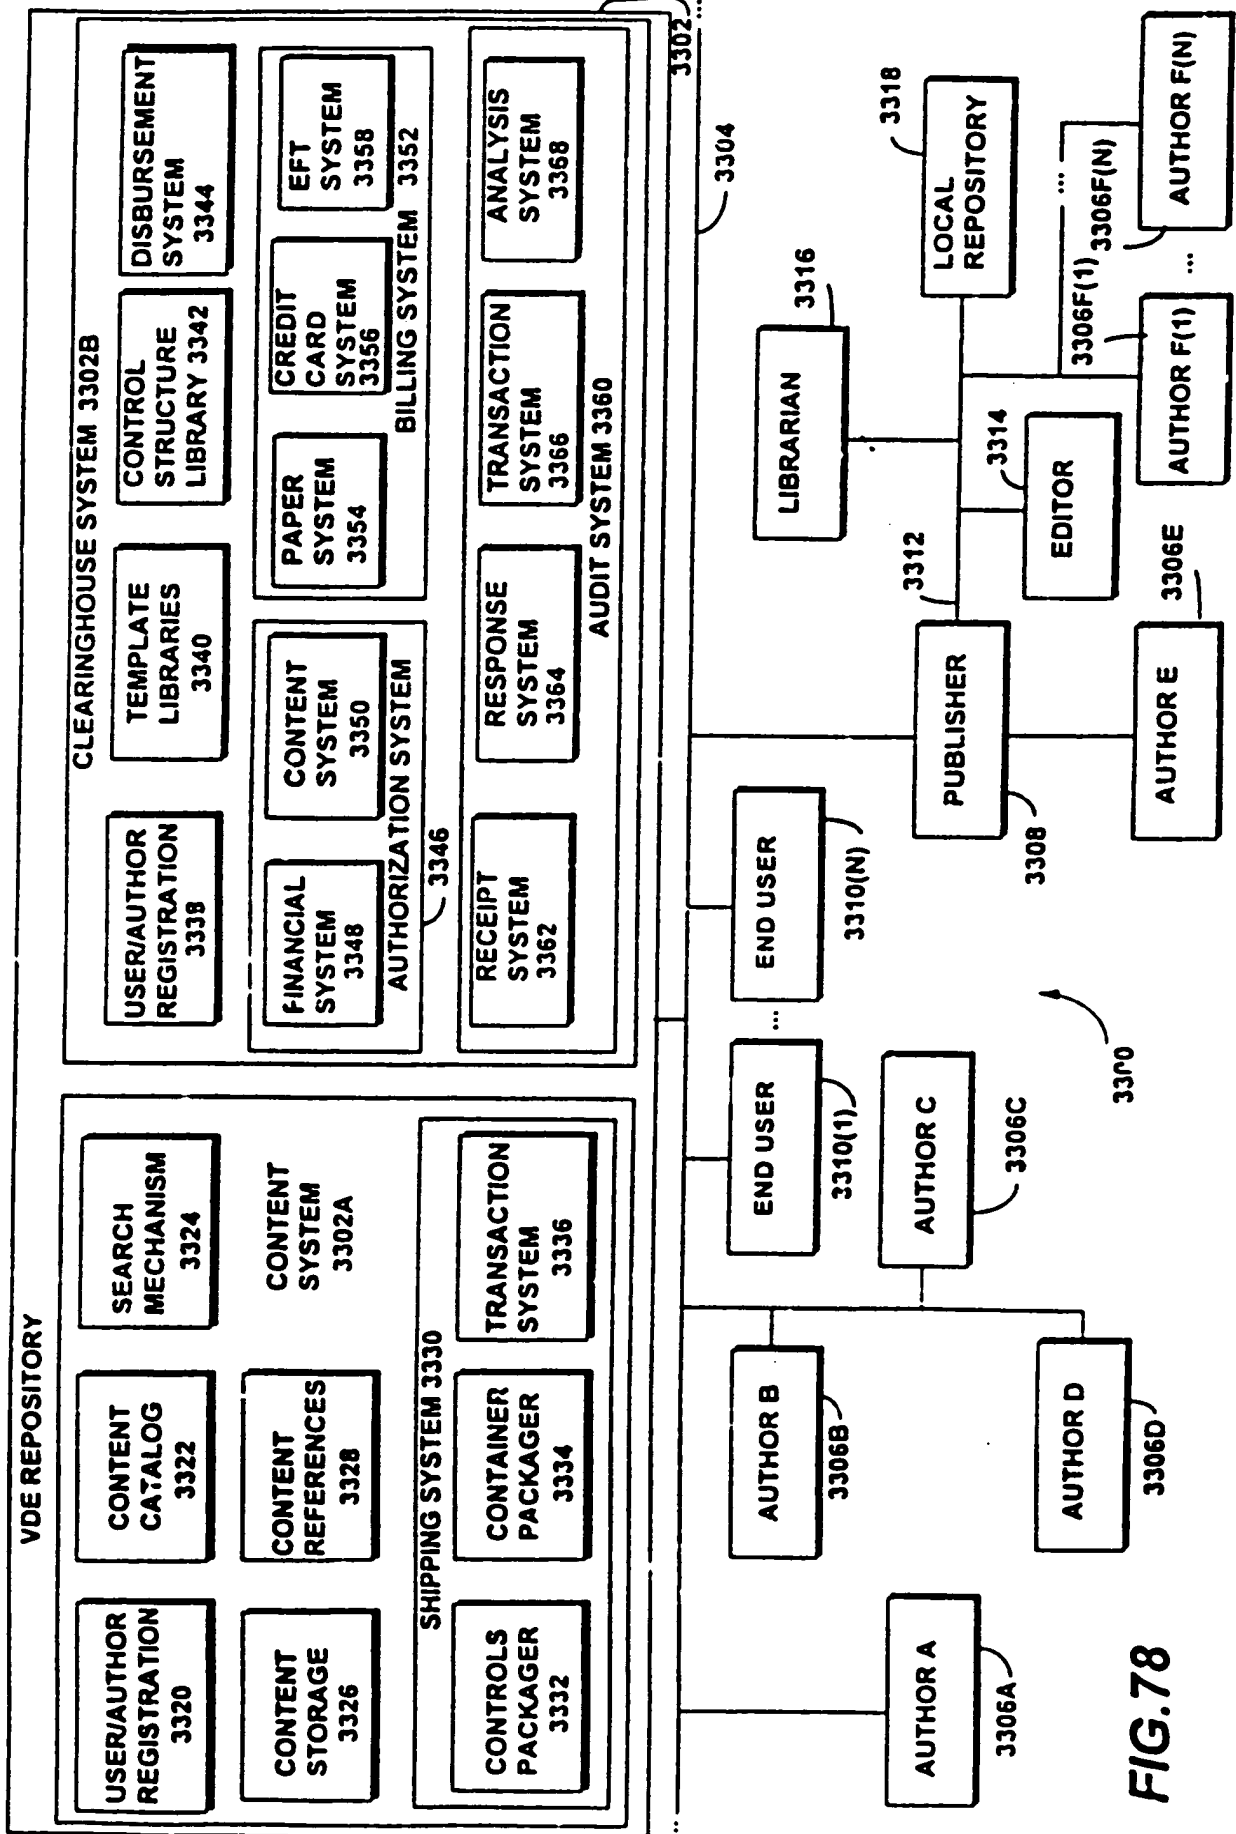 VDE REPOSITORY
USER/AUTHOR
REGISTRATION
3320
CONTENT
CATALOG
3322
SEARCH
MECHANISM
3324
CONTENT
STORAGE
3326
CONTENT
REFERENCES
3328
CONTENT
SYSTEM
3302A
SHIPPING SYSTEM 3330
CONTROLS
PACKAGER
3332
CONTAINER
PACKAGER
3334
TRANSACTION
SYSTEM
3336
CLEARINGHOUSE SYSTEM 3302B
USER/AUTHOR
REGISTRATION
3338
TEMPLATE
LIBRARIES
3340
CONTROL
STRUCTURE
LIBRARY 3342
DISBURSEMENT
SYSTEM
3344
FINANCIAL
SYSTEM
3348
CONTENT
SYSTEM
3350
AUTHORIZATION SYSTEM
3346
PAPER
SYSTEM
3354
CREDIT
CARD
SYSTEM
3356
EFT
SYSTEM
3358
BILLING SYSTEM 3352
RECEIPT
SYSTEM
3362
RESPONSE
SYSTEM
3364
TRANSACTION
SYSTEM
3366
ANALYSIS
SYSTEM
3368
AUDIT SYSTEM 3360
3302
...
...
3304
AUTHOR A
3306A
AUTHOR B
3306B
AUTHOR C
3306C
AUTHOR D
3306D
END USER
3310(1)
...
END USER
3310(N)
PUBLISHER
3308
3312
AUTHOR E
3306E
EDITOR
3314
LIBRARIAN
3316
LOCAL
REPOSITORY
3318
AUTHOR F(1)
3306F(1)
...
...
AUTHOR F(N)
3306F(N)
3300
FIG.78